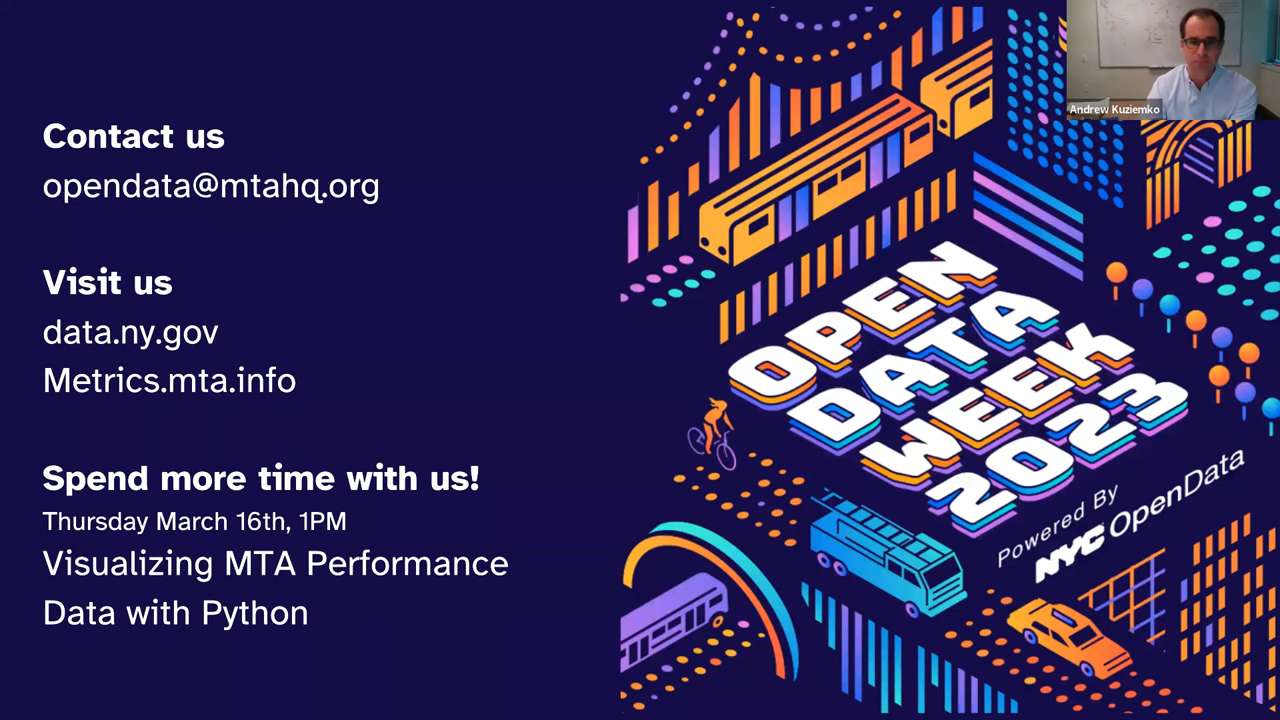 Contact us
opendata@mtahq.org
Visit us
data.ny.gov
Metrics.mta.info
Spend more time with us!
Thursday March 16th, 1PM
Visualizing MTA Performance
Data with Python
OPEN
DATA
WEEK
2023
Powered By
NYC OpenData
Andrew Kuziemko